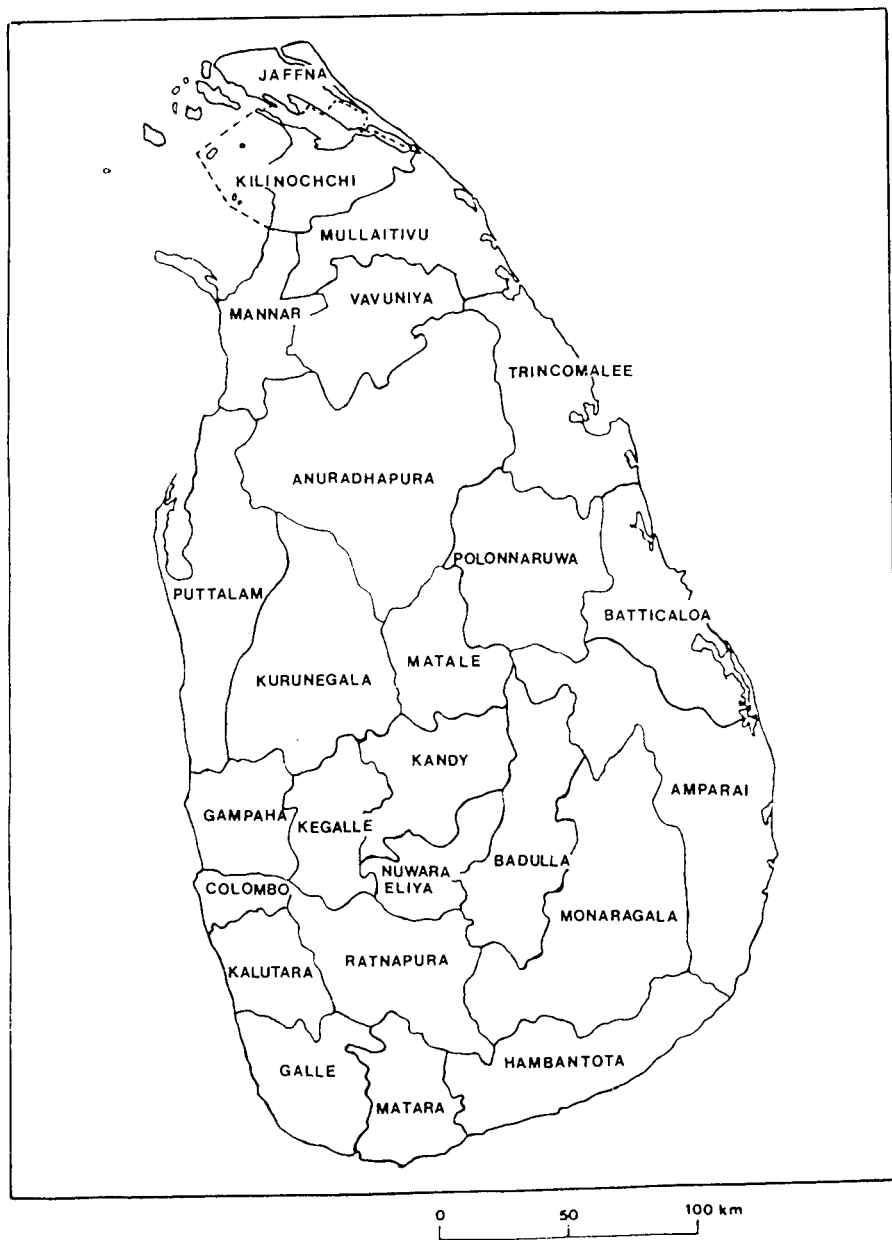 JAFFNA
KILINOCHCHI
MULLAITIVU
VAVUNIYA
MANNAR
TRINCOMALEE
ANURADHAPURA
POLONNARUWA
PUTTALAM
BATTICALOA
MATALE
KURUNEGALA
KANDY
AMPARAI
GAMPAHA
KEGALLE
BADULLA
NUWARA
ELIYA
COLOMBO
MONARAGALA
RATNAPURA
KALUTARA
HAMBANTOTA
GALLE
MATARA
0 50 100 km